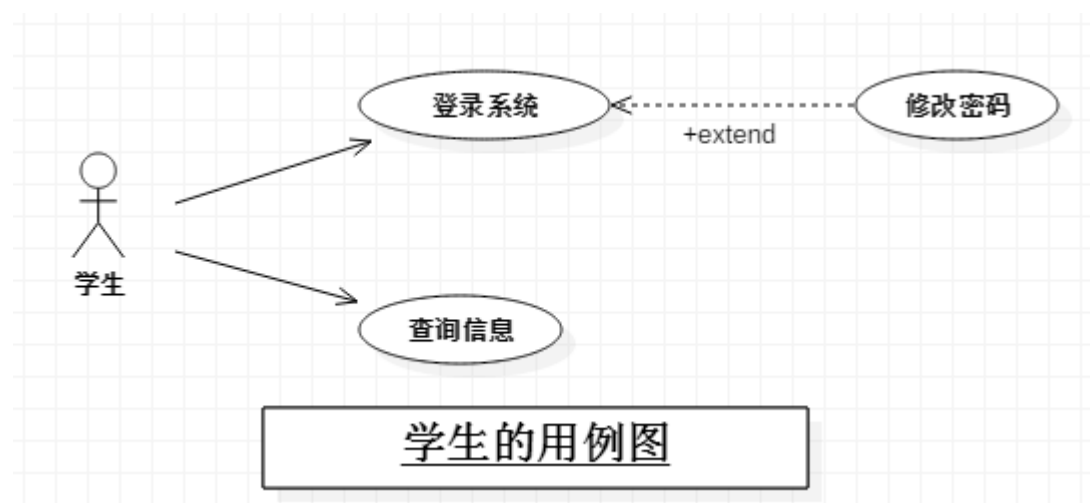 登录系统
修改密码
+extend
学生
查询信息
学生的用例图